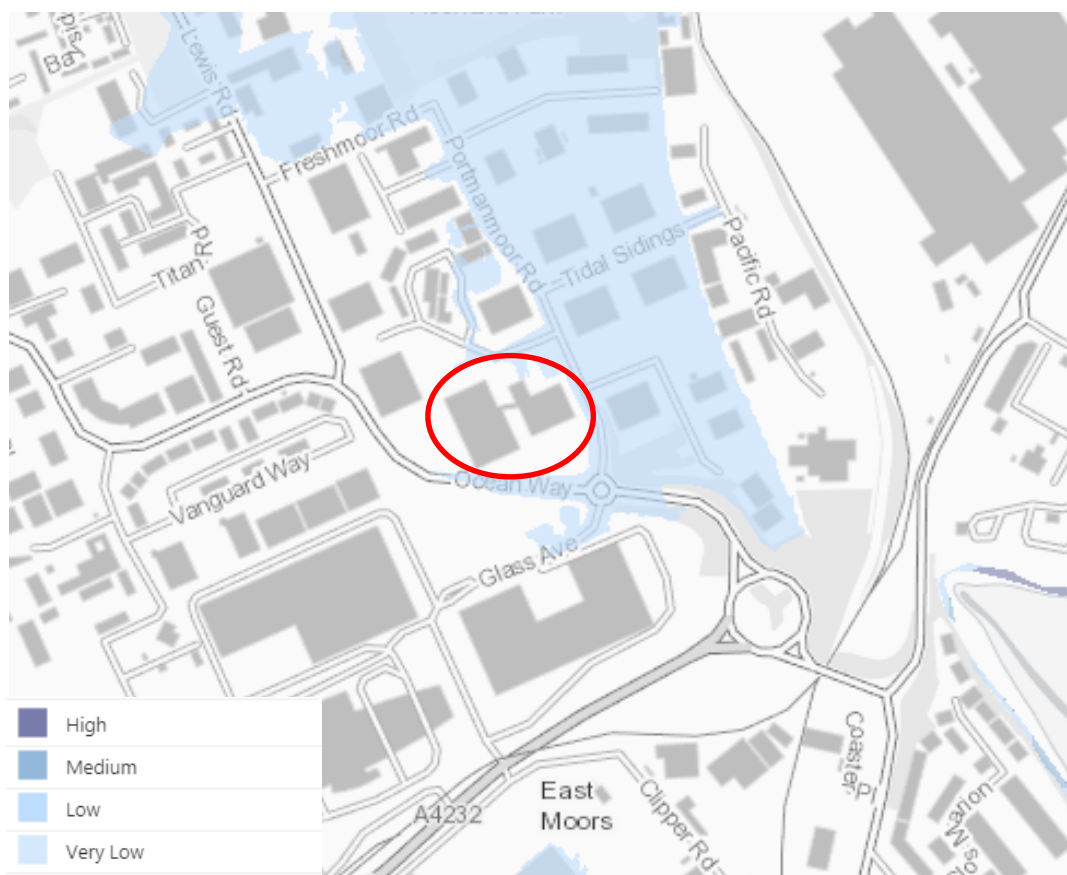 Ba
Lewis Rd
Freshmoor Rd
Portmanmoor Rd
Titan Rd
Tidal Sidings
Pacific Rd
Guest Rd
Vanguard Way
Ocean Way
Glass Ave
High
Medium
Low
Very Low
A4232
East
Moors
Clipper Rd
Coaster Pl